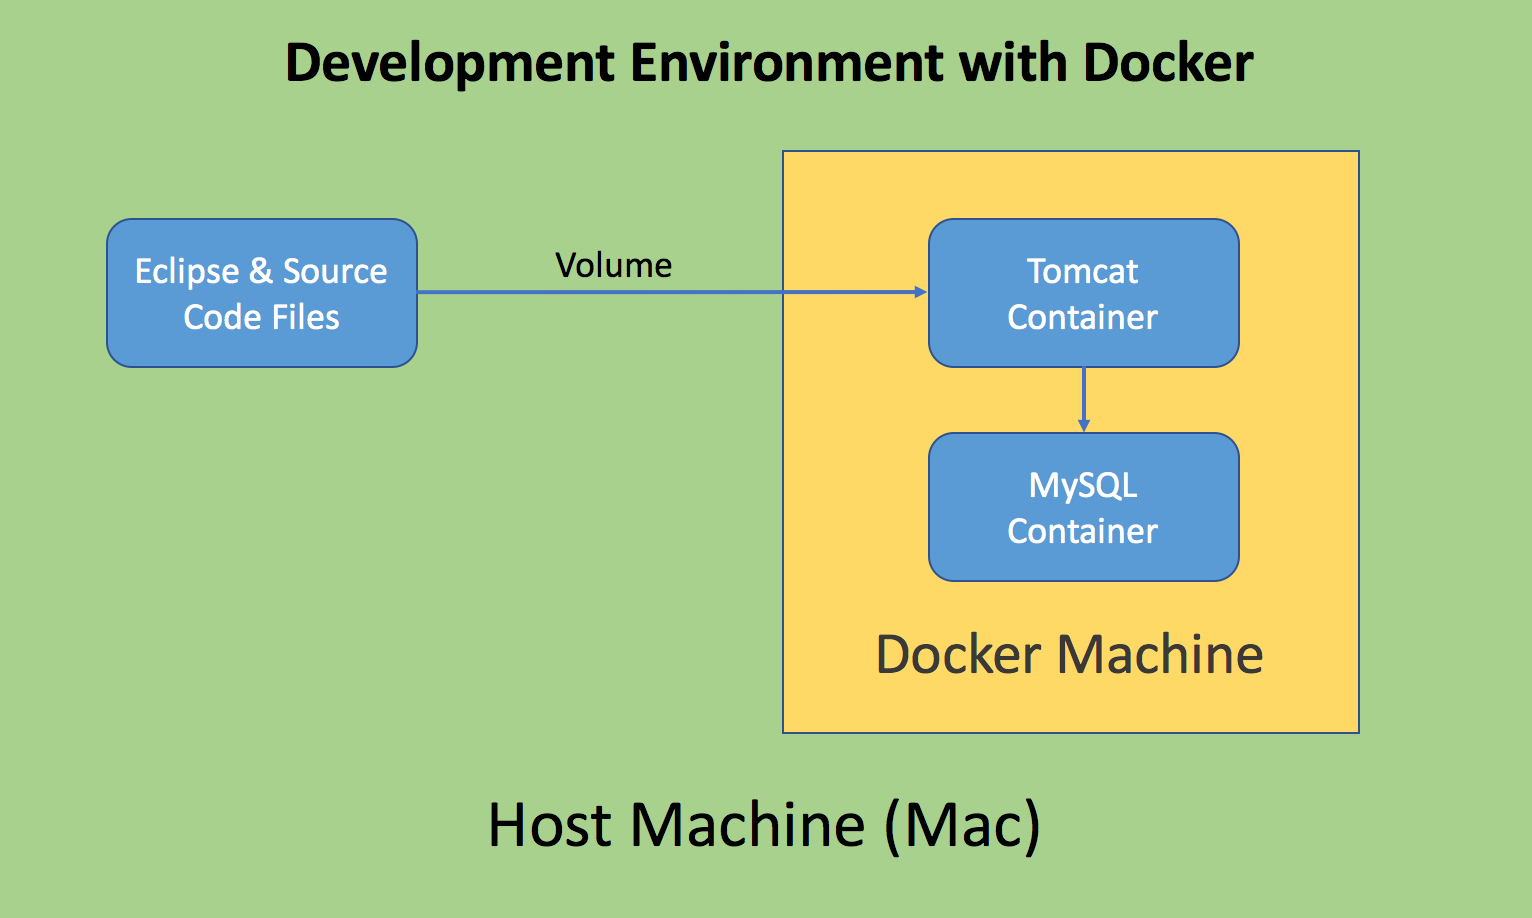 Development Environment with Docker
Eclipse & Source
Code Files
Volume
Tomcat
Container
MySQL
Container
Docker Machine
Host Machine (Mac)